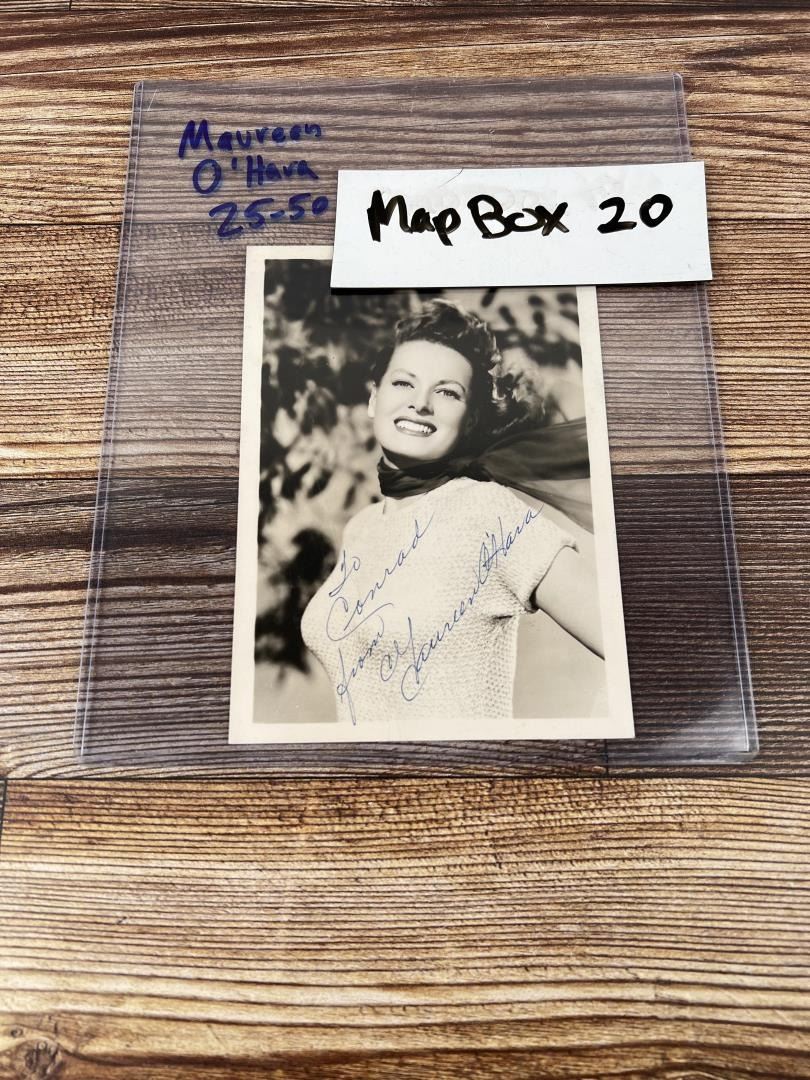 Maureen
O'Hara
25-50
Map Box 20
To
Conrad
from
Maureen O'Hara